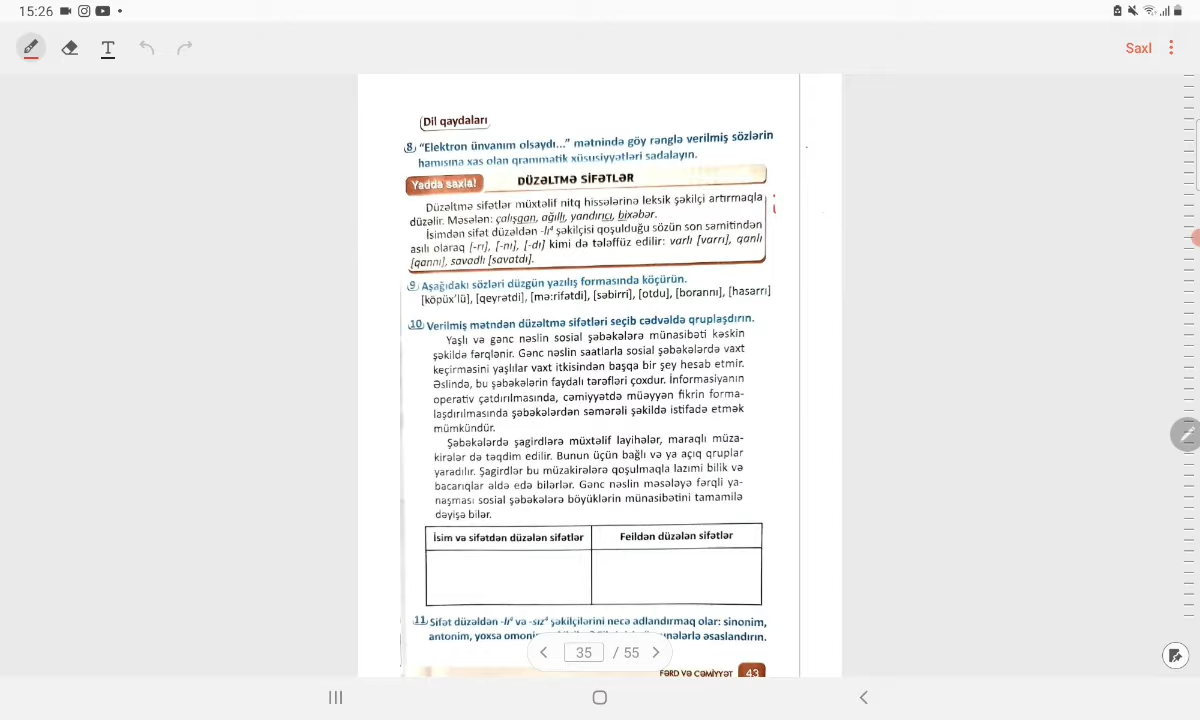 15:26
Saxl
Dil qaydaları
8 "Elektron ünvanım olsaydı..." mətnində göy rənglə verilmiş sözlərin
hamısına xas olan qrammatik xüsusiyyətləri sadalayın.
Yadda saxla!
DÜZƏLTMƏ SİFƏTLƏR
Düzəltmə sifətlər müxtəlif nitq hissələrinə leksik şəkilçi artırmaqla
düzəlir. Məsələn: çalışqan, ağıllı, yandırıcı, bixəbər.
İsimdən sifət düzəldən -lı⁴ şəkilçisi qoşulduğu sözün son samitindən
asılı olaraq [-rı], [-nı], [-dı] kimi də tələffüz edilir: varlı [varrı], qanlı
[qannı], savadlı [savatdı].
9 Aşağıdakı sözləri düzgün yazılış formasında köçürün.
[köpüx'lü], [qeyrətdi], [mə:rifətdi], [səbirri], [otdu], [borannı], [hasarrı]
10 Verilmiş mətndən düzəltmə sifətləri seçib cədvəldə qruplaşdırın.
Yaşlı və gənc nəslin sosial şəbəkələrə münasibəti kəskin
şəkildə fərqlənir. Gənc nəslin saatlarla sosial şəbəkələrdə vaxt
keçirməsini yaşlılar vaxt itkisindən başqa bir şey hesab etmir.
Əslində, bu şəbəkələrin faydalı tərəfləri çoxdur. İnformasiyanın
operativ çatdırılmasında, cəmiyyətdə müəyyən fikrin forma-
laşdırılmasında şəbəkələrdən səmərəli şəkildə istifadə etmək
mümkündür.
Şəbəkələrdə şagirdlərə müxtəlif layihələr, maraqlı müza-
kirələr də təqdim edilir. Bunun üçün bağlı və ya açıq qruplar
yaradılır. Şagirdlər bu müzakirələrə qoşulmaqla lazımi bilik və
bacarıqlar əldə edə bilərlər. Gənc nəslin məsələyə fərqli ya-
naşması sosial şəbəkələrə böyüklərin münasibətini tamamilə
dəyişə bilər.
İsim və sifətdən düzələn sifətlər
Feildən düzələn sifətlər
11 Sifət düzəldən -lı⁴ və -sız⁴ şəkilçilərini necə adlandırmaq olar: sinonim,
antonim, yoxsa əsaslandırın.
35 / 55
FƏRD VƏ CƏMİYYƏT 43